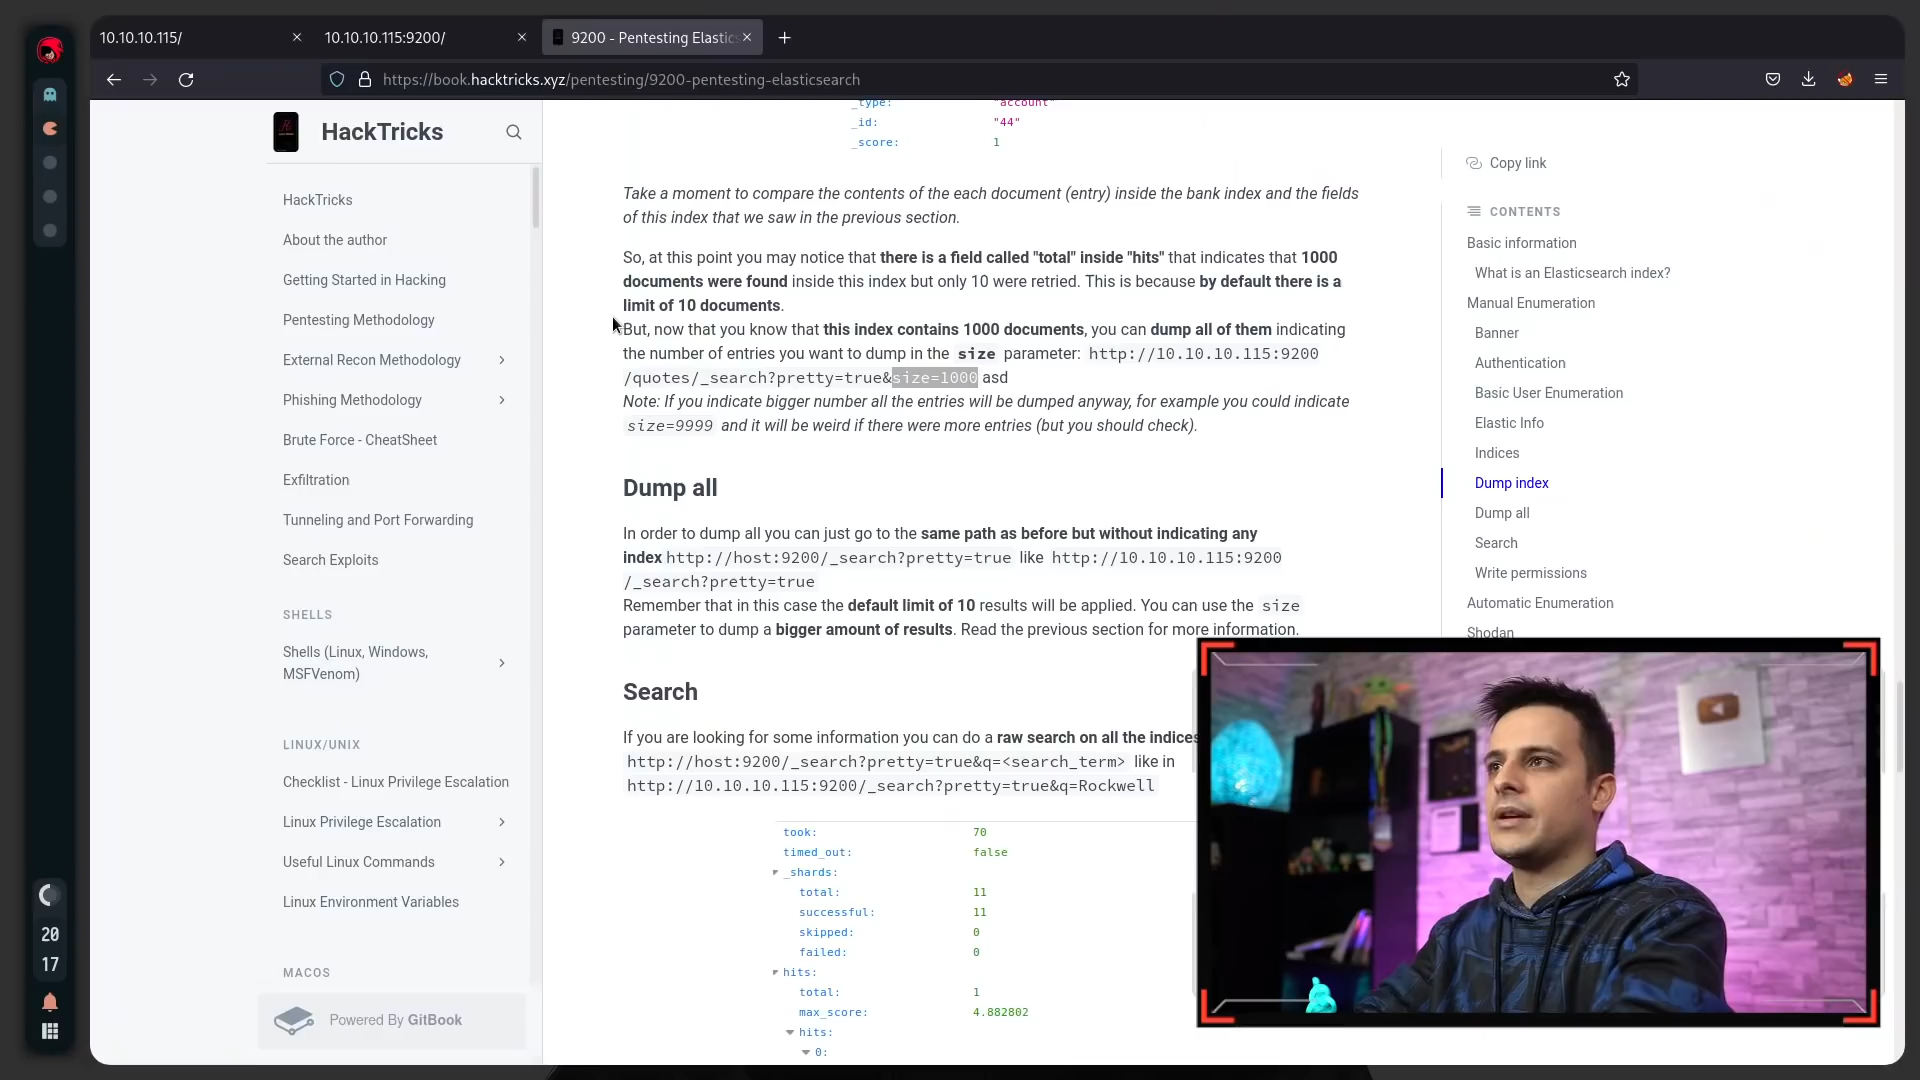 10.10.10.115/
10.10.10.115:9200/
9200 - Pentesting Elastic
https://book.hacktricks.xyz/pentesting/9200-pentesting-elasticsearch
HackTricks
HackTricks
About the author
Getting Started in Hacking
Pentesting Methodology
External Recon Methodology
Phishing Methodology
Brute Force - CheatSheet
Exfiltration
Tunneling and Port Forwarding
Search Exploits
SHELLS
Shells (Linux, Windows,
MSFVenom)
LINUX/UNIX
Checklist - Linux Privilege Escalation
Linux Privilege Escalation
Useful Linux Commands
Linux Environment Variables
MACOS
Powered By GitBook
20
17
_type: "account"
_id: "44"
_score: 1
Take a moment to compare the contents of the each document (entry) inside the bank index and the fields
of this index that we saw in the previous section.
So, at this point you may notice that there is a field called "total" inside "hits" that indicates that 1000
documents were found inside this index but only 10 were retried. This is because by default there is a
limit of 10 documents.
But, now that you know that this index contains 1000 documents, you can dump all of them indicating
the number of entries you want to dump in the size parameter: http://10.10.10.115:9200
/quotes/_search?pretty=true&size=1000 asd
Note: If you indicate bigger number all the entries will be dumped anyway, for example you could indicate
size=9999 and it will be weird if there were more entries (but you should check).
Dump all
In order to dump all you can just go to the same path as before but without indicating any
index http://host:9200/_search?pretty=true like http://10.10.10.115:9200
/_search?pretty=true
Remember that in this case the default limit of 10 results will be applied. You can use the size
parameter to dump a bigger amount of results. Read the previous section for more information.
Search
If you are looking for some information you can do a raw search on all the indices
http://host:9200/_search?pretty=true&q=<search_term> like in
http://10.10.10.115:9200/_search?pretty=true&q=Rockwell
took: 70
timed_out: false
_shards:
total: 11
successful: 11
skipped: 0
failed: 0
hits:
total: 1
max_score: 4.882802
hits:
0:
Copy link
CONTENTS
Basic information
What is an Elasticsearch index?
Manual Enumeration
Banner
Authentication
Basic User Enumeration
Elastic Info
Indices
Dump index
Dump all
Search
Write permissions
Automatic Enumeration
Shodan